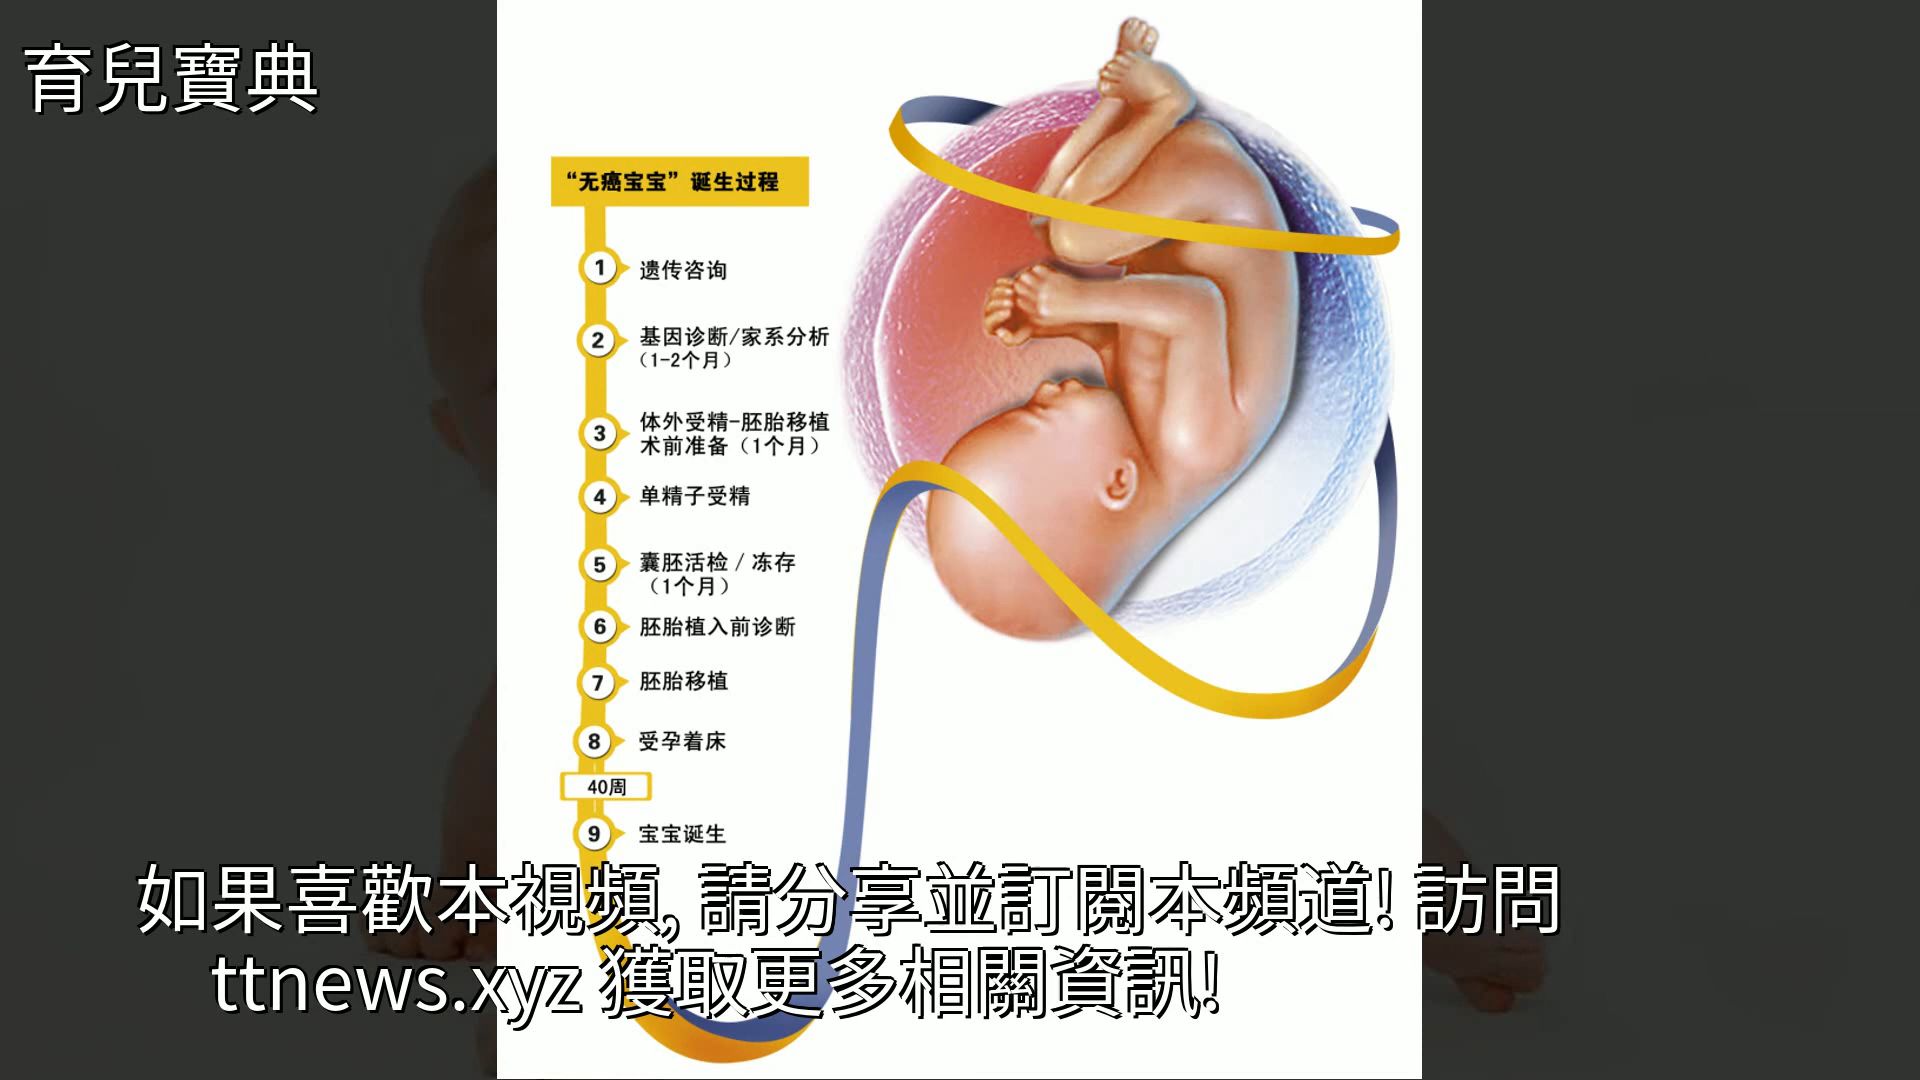 育兒寶典
“无癌宝宝”诞生过程
1 遗传咨询
2 基因诊断/家系分析
（1-2个月）
3 体外受精-胚胎移植
术前准备（1个月）
4 单精子受精
5 囊胚活检 / 冻存
（1个月）
6 胚胎植入前诊断
7 胚胎移植
8 受孕着床
40周
9 宝宝诞生
如果喜歡本視頻, 請分享並訂閱本頻道! 訪問
ttnews.xyz 獲取更多相關資訊!